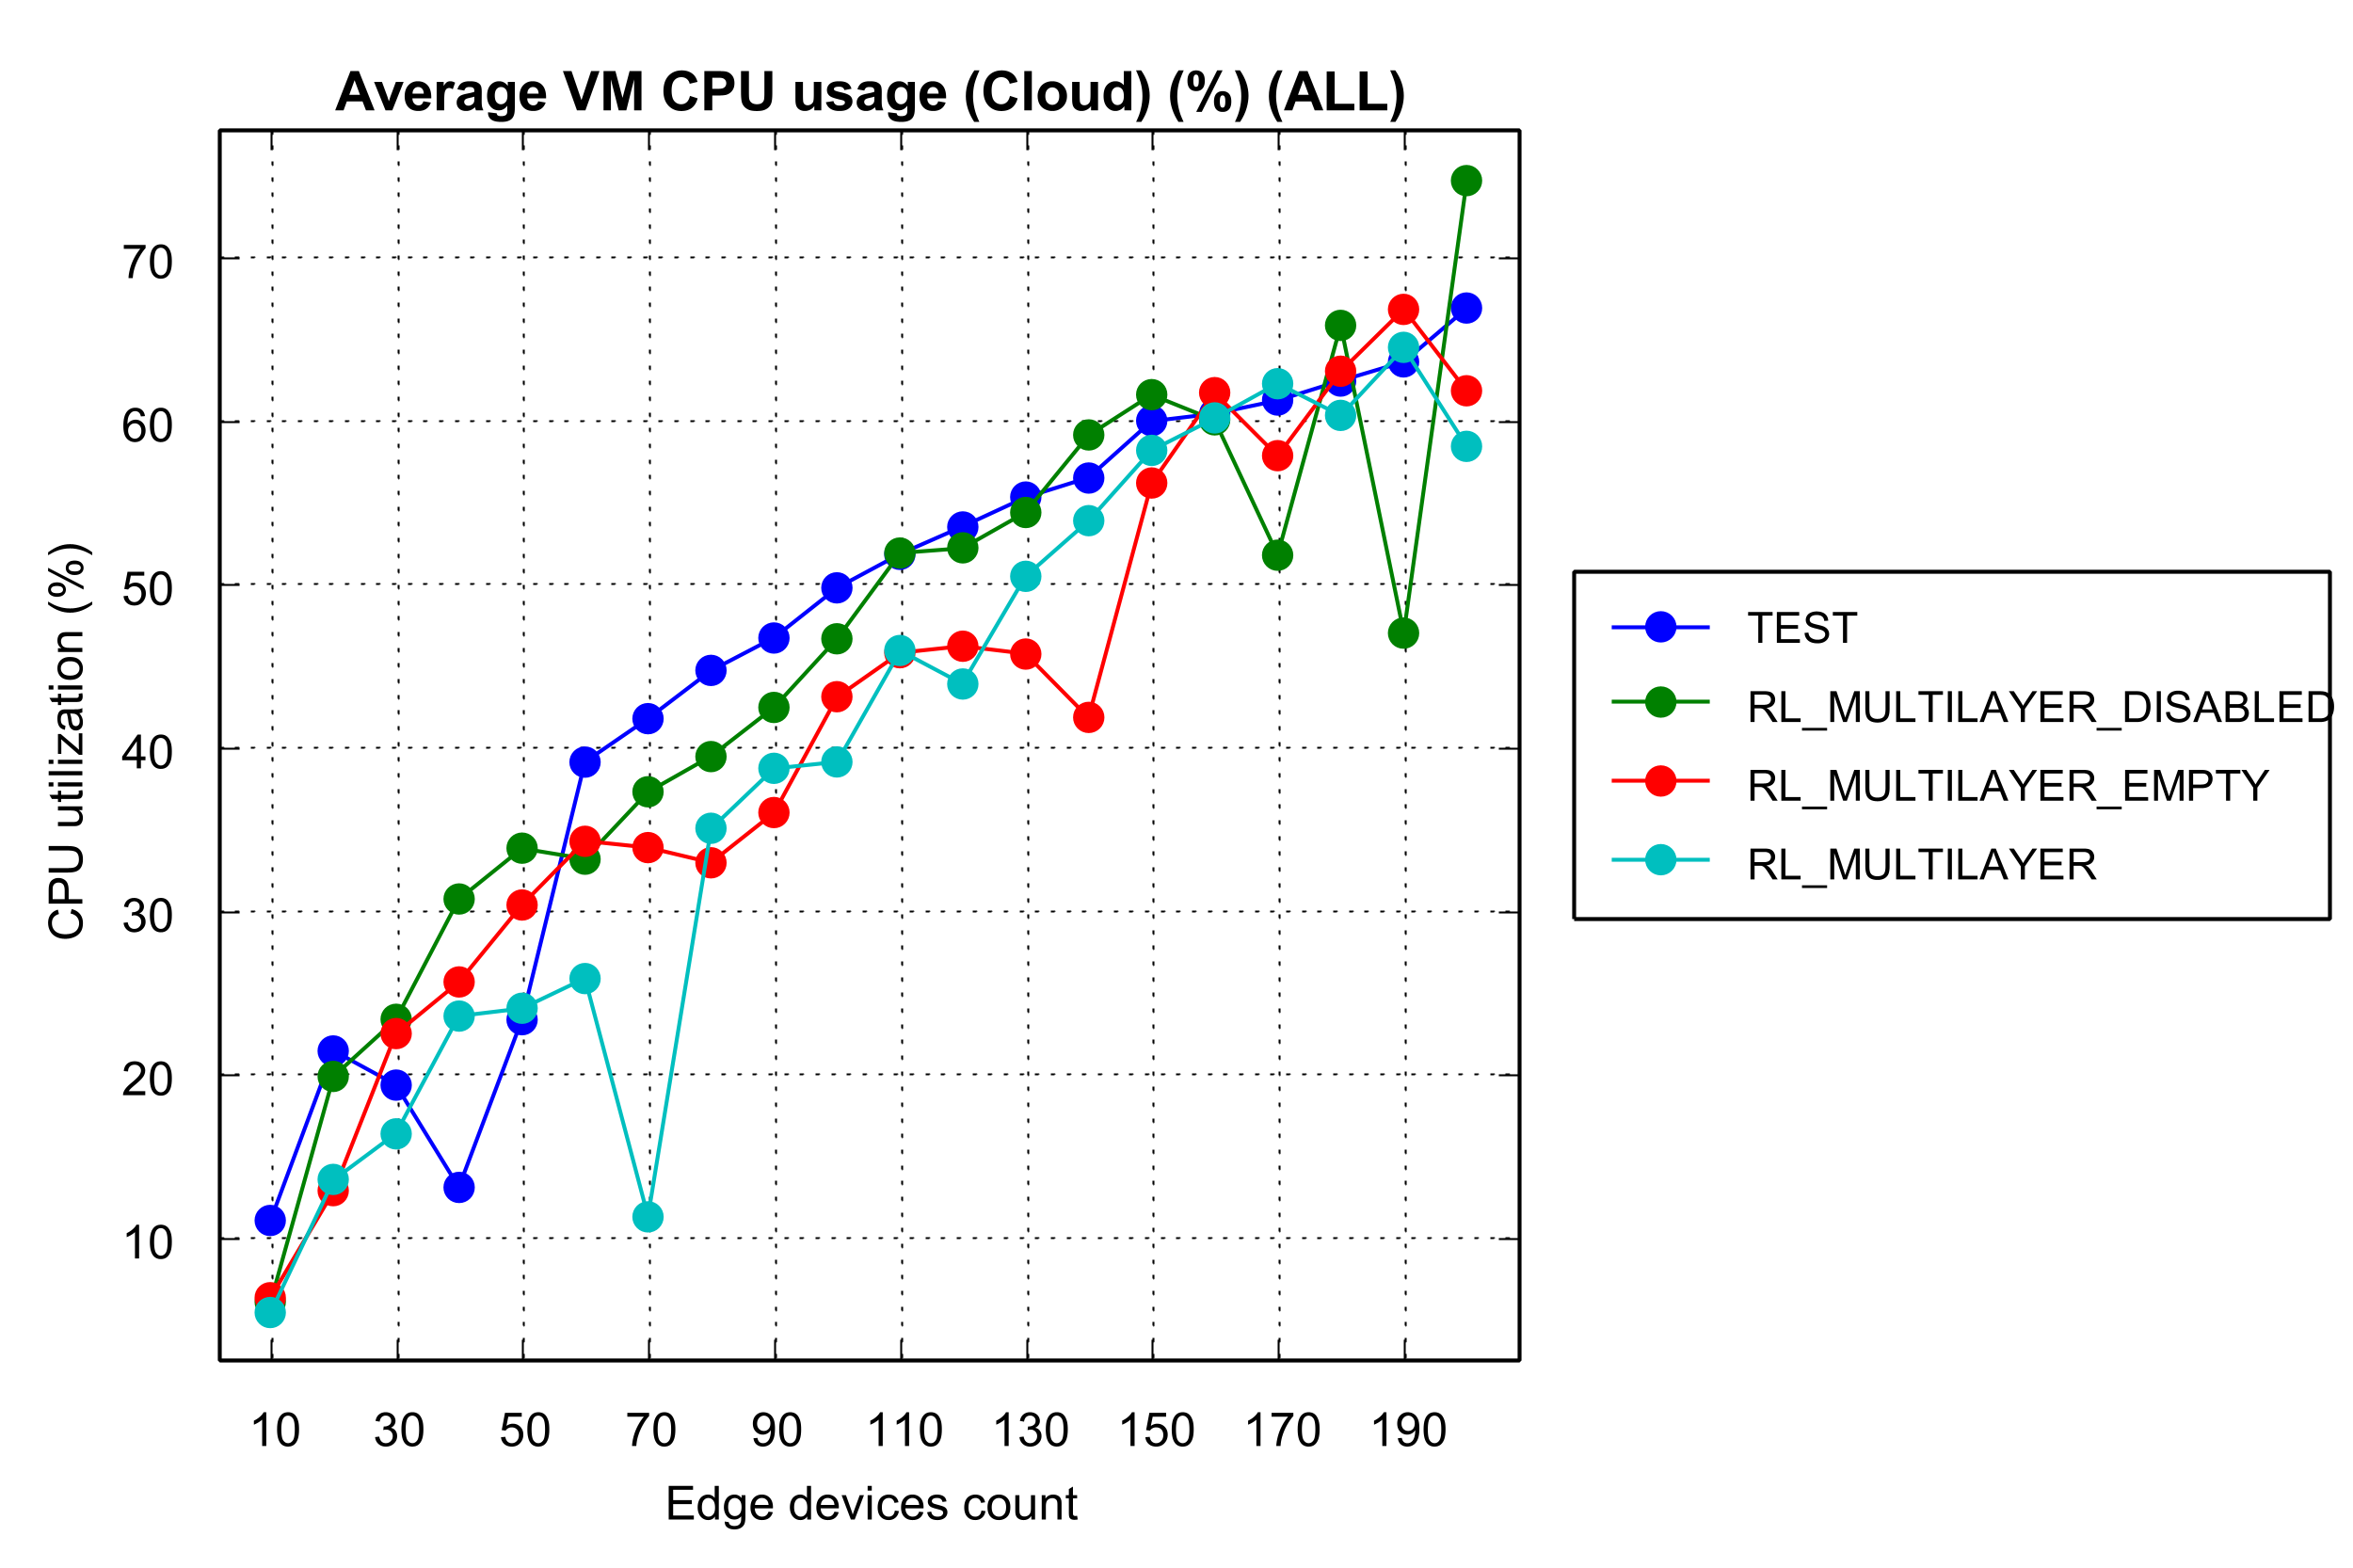 Average VM CPU usage (Cloud) (%) (ALL)
70
60
50
40
30
20
10
CPU utilization (%)
10 30 50 70 90 110 130 150 170 190
Edge devices count
TEST
RL_MULTILAYER_DISABLED
RL_MULTILAYER_EMPTY
RL_MULTILAYER